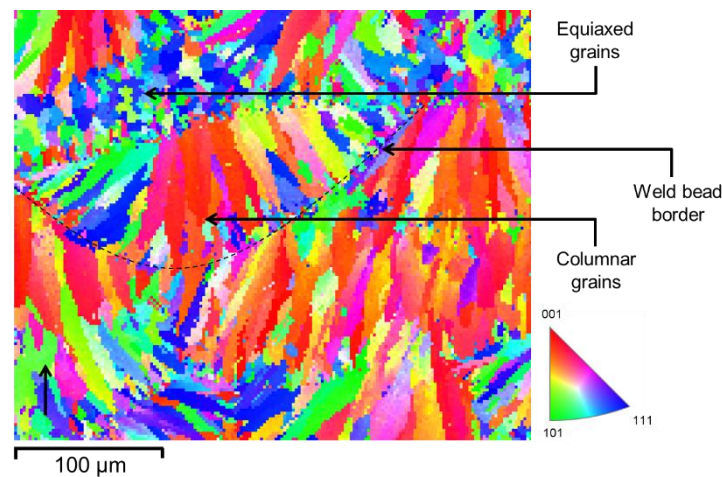 Equiaxed
grains
Weld bead
border
Columnar
grains
001
101
111
100 µm